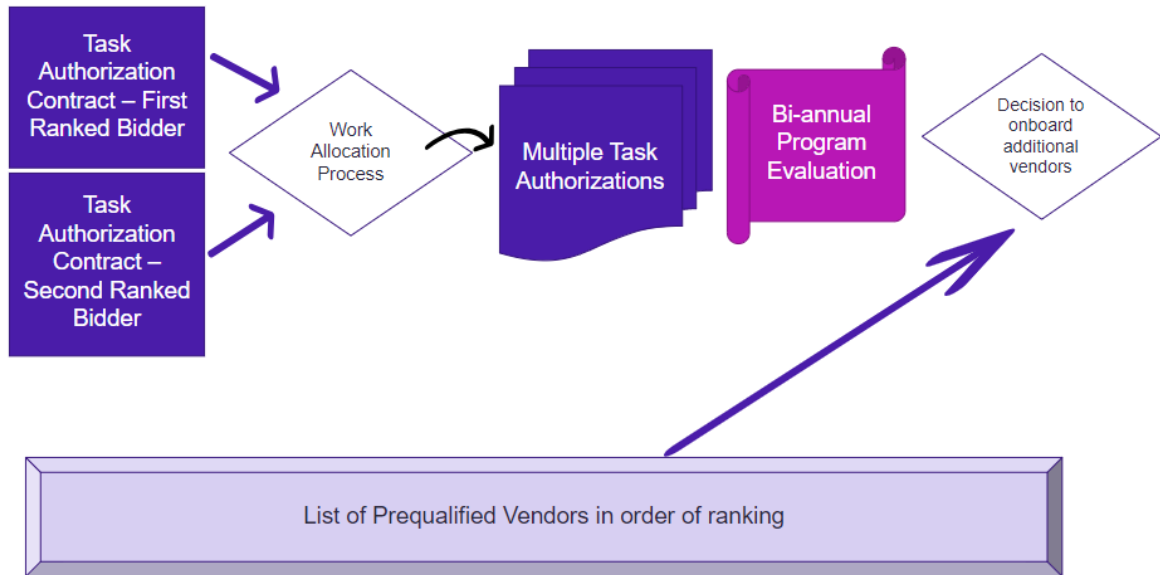 Task
Authorization
Contract – First
Ranked Bidder
Task
Authorization
Contract –
Second Ranked
Bidder
Work
Allocation
Process
Multiple Task
Authorizations
Bi-annual
Program
Evaluation
Decision to
onboard
additional
vendors
List of Prequalified Vendors in order of ranking